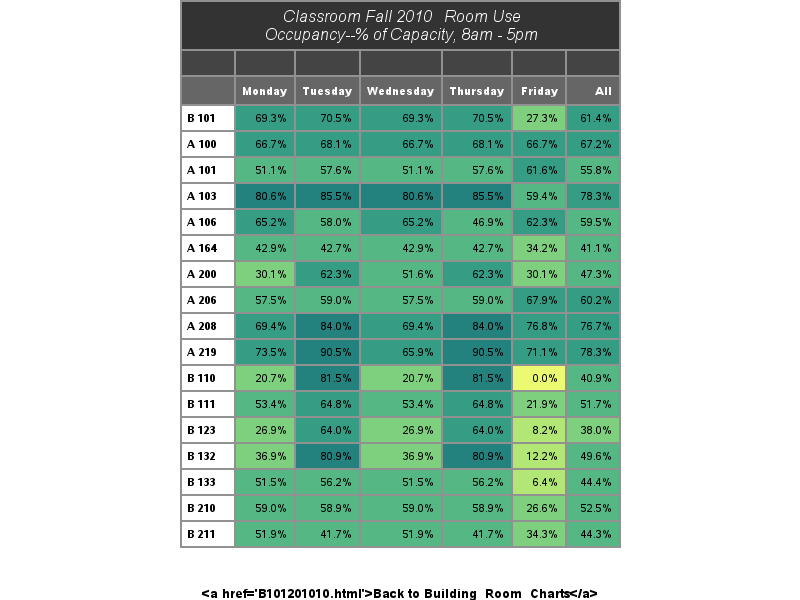 Classroom Fall 2010 Room Use
Occupancy--% of Capacity, 8am - 5pm
Monday Tuesday Wednesday Thursday Friday All
B 101 69.3% 70.5% 69.3% 70.5% 27.3% 61.4%
A 100 66.7% 68.1% 66.7% 68.1% 66.7% 67.2%
A 101 51.1% 57.6% 51.1% 57.6% 61.6% 55.8%
A 103 80.6% 85.5% 80.6% 85.5% 59.4% 78.3%
A 106 65.2% 58.0% 65.2% 46.9% 62.3% 59.5%
A 164 42.9% 42.7% 42.9% 42.7% 34.2% 41.1%
A 200 30.1% 62.3% 51.6% 62.3% 30.1% 47.3%
A 206 57.5% 59.0% 57.5% 59.0% 67.9% 60.2%
A 208 69.4% 84.0% 69.4% 84.0% 76.8% 76.7%
A 219 73.5% 90.5% 65.9% 90.5% 71.1% 78.3%
B 110 20.7% 81.5% 20.7% 81.5% 0.0% 40.9%
B 111 53.4% 64.8% 53.4% 64.8% 21.9% 51.7%
B 123 26.9% 64.0% 26.9% 64.0% 8.2% 38.0%
B 132 36.9% 80.9% 36.9% 80.9% 12.2% 49.6%
B 133 51.5% 56.2% 51.5% 56.2% 6.4% 44.4%
B 210 59.0% 58.9% 59.0% 58.9% 26.6% 52.5%
B 211 51.9% 41.7% 51.9% 41.7% 34.3% 44.3%
<a href='B101201010.html'>Back to Building Room Charts</a>